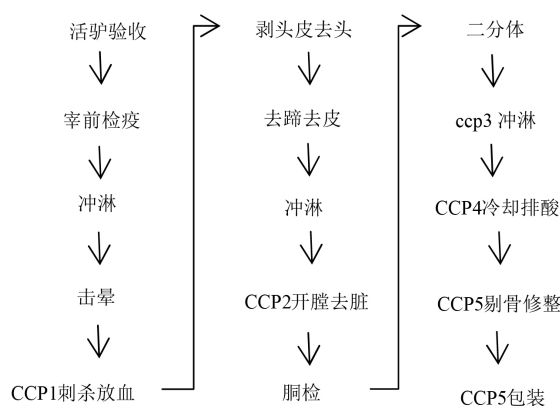 活驴验收
宰前检疫
冲淋
击晕
CCP1刺杀放血
剥头皮去头
去蹄去皮
冲淋
CCP2开膛去脏
胴检
二分体
ccp3 冲淋
CCP4冷却排酸
CCP5剔骨修整
CCP5包装